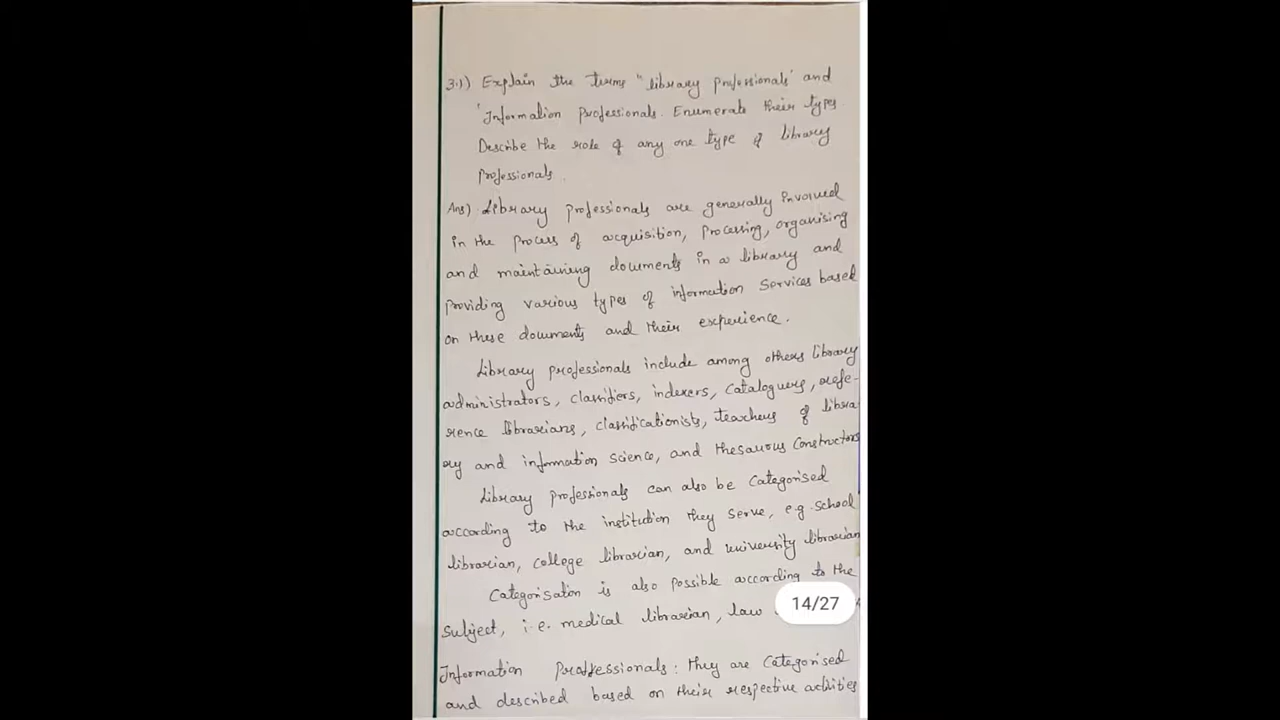 3.1) Explain the terms "library professionals' and
'Information professionals. Enumerate their types.
Describe the role of any one type of library
professionals.
Ans) Library professionals are generally involved
in the process of acquisition, processing, organising
and maintaining documents in a library and
providing various types of information services based
on these documents and their experience.
Library professionals include among others library
administrators, classifiers, indexers, cataloguers, refe-
rence librarians, classificationists, teachers of libra
ry and information science, and thesaurus constructors
Library professionals can also be categorised
according to the institution they serve, e.g. school
librarian, college librarian, and university librarian
Categorisation is also possible according to the
14/27
subject, i.e. medical librarian, law
Information Professionals: they are categorised
and described based on their respective activities